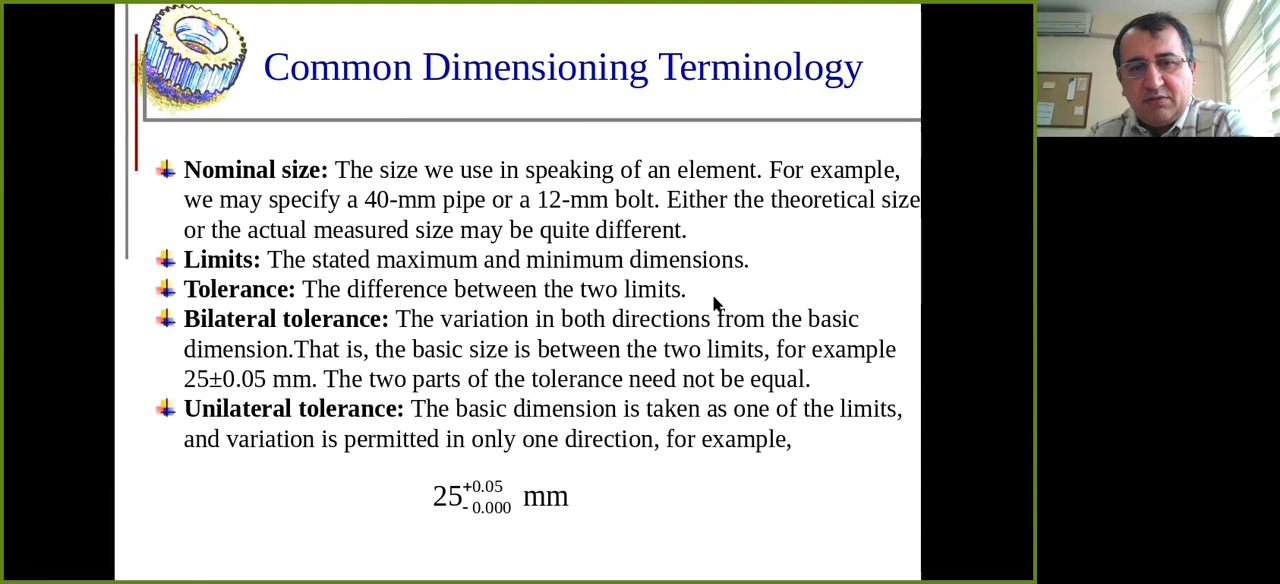 Common Dimensioning Terminology
Nominal size: The size we use in speaking of an element. For example,
we may specify a 40-mm pipe or a 12-mm bolt. Either the theoretical size
or the actual measured size may be quite different.
Limits: The stated maximum and minimum dimensions.
Tolerance: The difference between the two limits.
Bilateral tolerance: The variation in both directions from the basic
dimension.That is, the basic size is between the two limits, for example
25±0.05 mm. The two parts of the tolerance need not be equal.
Unilateral tolerance: The basic dimension is taken as one of the limits,
and variation is permitted in only one direction, for example,
25 +0.05 - 0.000 mm